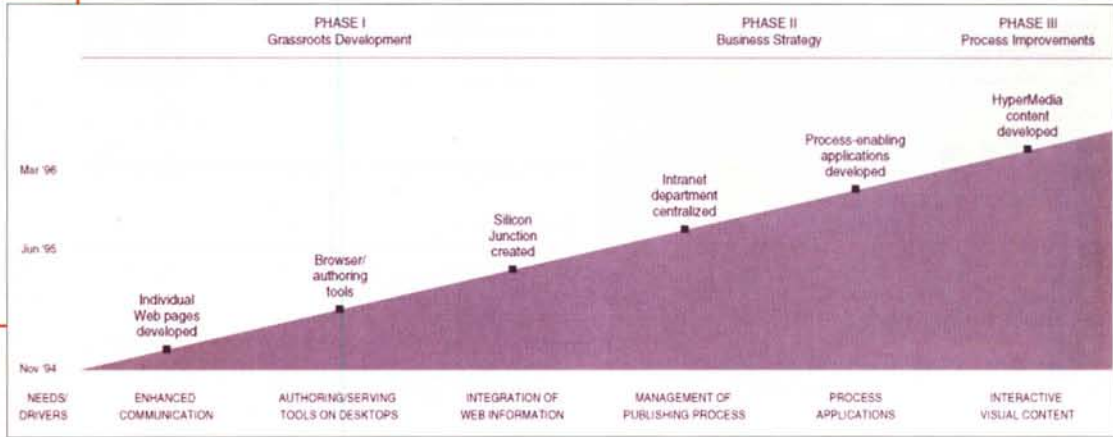 PHASE I
Grassroots Development
PHASE II
Business Strategy
PHASE III
Process Improvements
HyperMedia
content
developed
Process-enabling
applications
developed
Mar '96
Intranet
department
centralized
Silicon
Junction
created
Jun '95
Browser/
authoring
tools
Individual
Web pages
developed
Nov '94
NEEDS/
DRIVERS
ENHANCED
COMMUNICATION
AUTHORING/SERVING
TOOLS ON DESKTOPS
INTEGRATION OF
WEB INFORMATION
MANAGEMENT OF
PUBLISHING PROCESS
PROCESS
APPLICATIONS
INTERACTIVE
VISUAL CONTENT